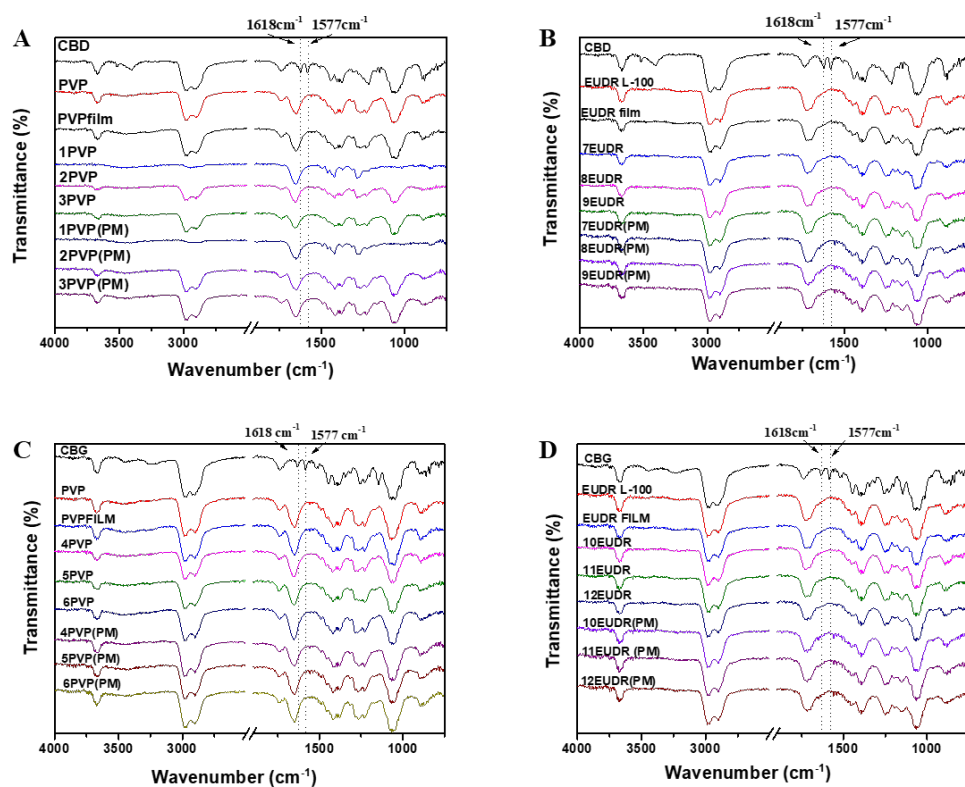 A
1618cm-1 1577cm-1
CBD
PVP
PVPfilm
1PVP
2PVP
3PVP
1PVP(PM)
2PVP(PM)
3PVP(PM)
Transmittance (%)
4000 3500 3000 1500 1000
Wavenumber (cm-1)
B
1618cm-1 1577cm-1
CBD
EUDR L-100
EUDR film
7EUDR
8EUDR
9EUDR
7EUDR(PM)
8EUDR(PM)
9EUDR(PM)
Transmittance (%)
4000 3500 3000 1500 1000
Wavenumber (cm-1)
C
1618 cm-1 1577 cm-1
CBG
PVP
PVPFILM
4PVP
5PVP
6PVP
4PVP(PM)
5PVP(PM)
6PVP(PM)
Transmittance (%)
4000 3500 3000 1500 1000
Wavenumber (cm-1)
D
1618cm-1 1577cm-1
CBG
EUDR L-100
EUDR FILM
10EUDR
11EUDR
12EUDR
10EUDR(PM)
11EUDR (PM)
12EUDR(PM)
Transmittance (%)
4000 3500 3000 1500 1000
Wavenumber (cm-1)